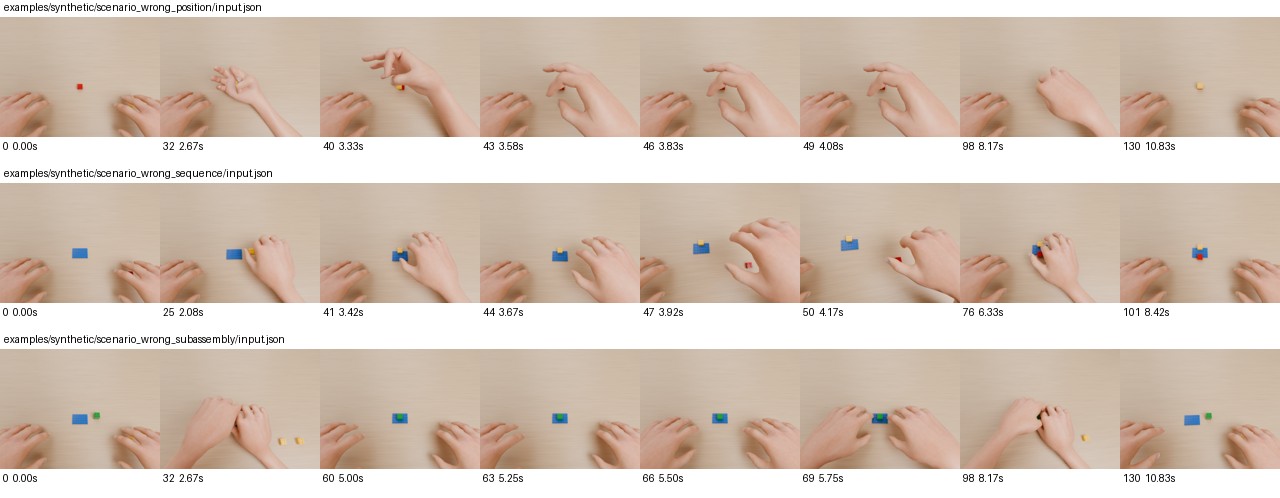 examples/synthetic/scenario_wrong_position/input.json
0 0.00s 32 2.67s 40 3.33s 43 3.58s 46 3.83s 49 4.08s 98 8.17s 130 10.83s
examples/synthetic/scenario_wrong_sequence/input.json
0 0.00s 25 2.08s 41 3.42s 44 3.67s 47 3.92s 50 4.17s 76 6.33s 101 8.42s
examples/synthetic/scenario_wrong_subassembly/input.json
0 0.00s 32 2.67s 60 5.00s 63 5.25s 66 5.50s 69 5.75s 98 8.17s 130 10.83s